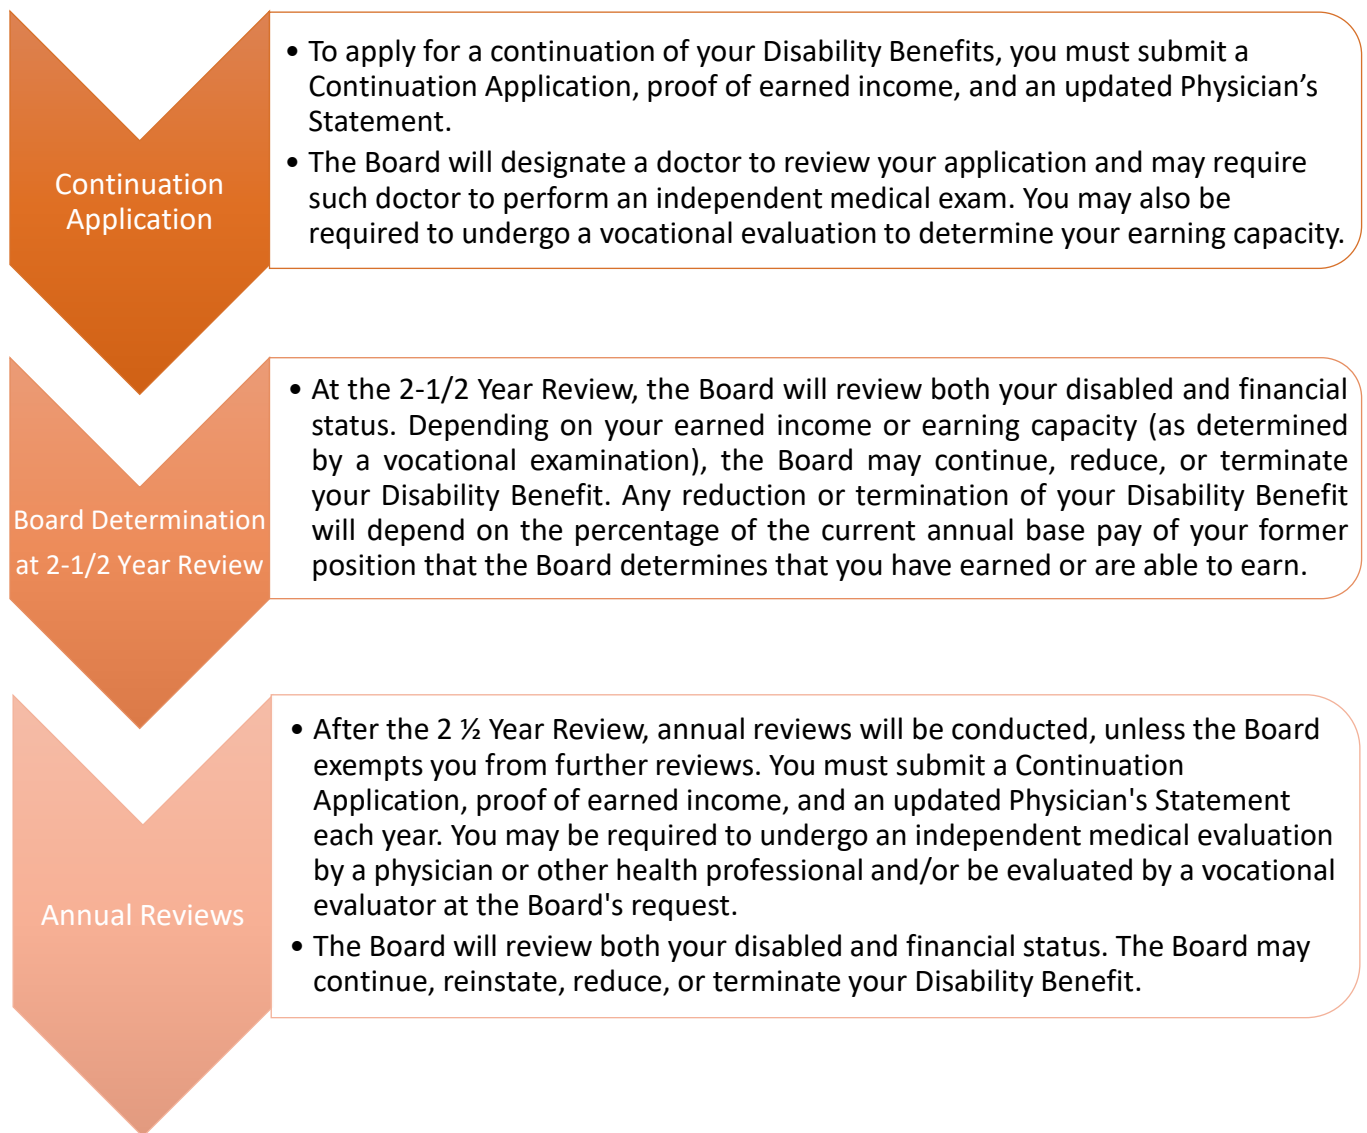 Continuation
Application
• To apply for a continuation of your Disability Benefits, you must submit a
Continuation Application, proof of earned income, and an updated Physician’s
Statement.
• The Board will designate a doctor to review your application and may require
such doctor to perform an independent medical exam. You may also be
required to undergo a vocational evaluation to determine your earning capacity.
Board Determination
at 2-1/2 Year Review
• At the 2-1/2 Year Review, the Board will review both your disabled and financial
status. Depending on your earned income or earning capacity (as determined
by a vocational examination), the Board may continue, reduce, or terminate
your Disability Benefit. Any reduction or termination of your Disability Benefit
will depend on the percentage of the current annual base pay of your former
position that the Board determines that you have earned or are able to earn.
Annual Reviews
• After the 2 ½ Year Review, annual reviews will be conducted, unless the Board
exempts you from further reviews. You must submit a Continuation
Application, proof of earned income, and an updated Physician's Statement
each year. You may be required to undergo an independent medical evaluation
by a physician or other health professional and/or be evaluated by a vocational
evaluator at the Board's request.
• The Board will review both your disabled and financial status. The Board may
continue, reinstate, reduce, or terminate your Disability Benefit.